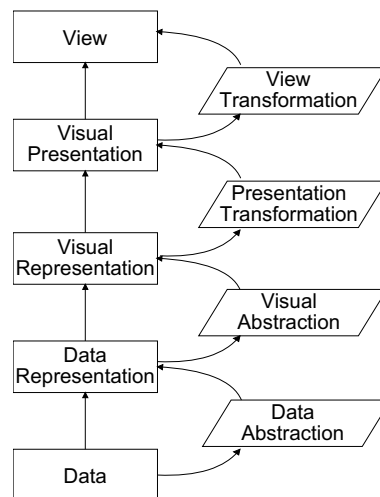 View
View
Transformation
Visual
Presentation
Presentation
Transformation
Visual
Representation
Visual
Abstraction
Data
Representation
Data
Abstraction
Data